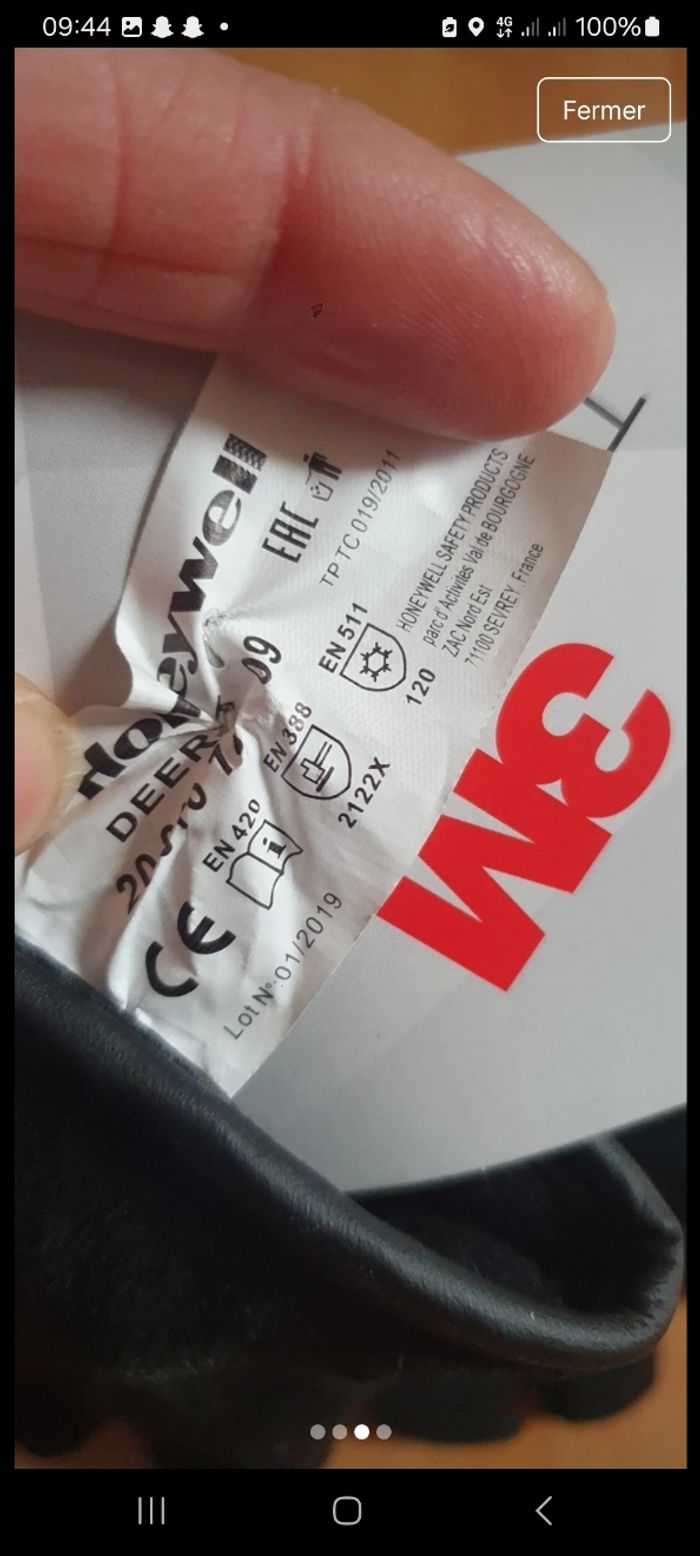 09:44
4G
100%
Fermer
Honeywell
EAC
TP TC 019/2011
DEER
09
EN 511
120
HONEYWELL SAFETY PRODUCTS
parc d'Activités Val de BOURGOGNE
ZAC Nord Est
71100 SEVREY .France
EN 388
2122X
EN 420
i
CE
Lot N°:01/2019
3M